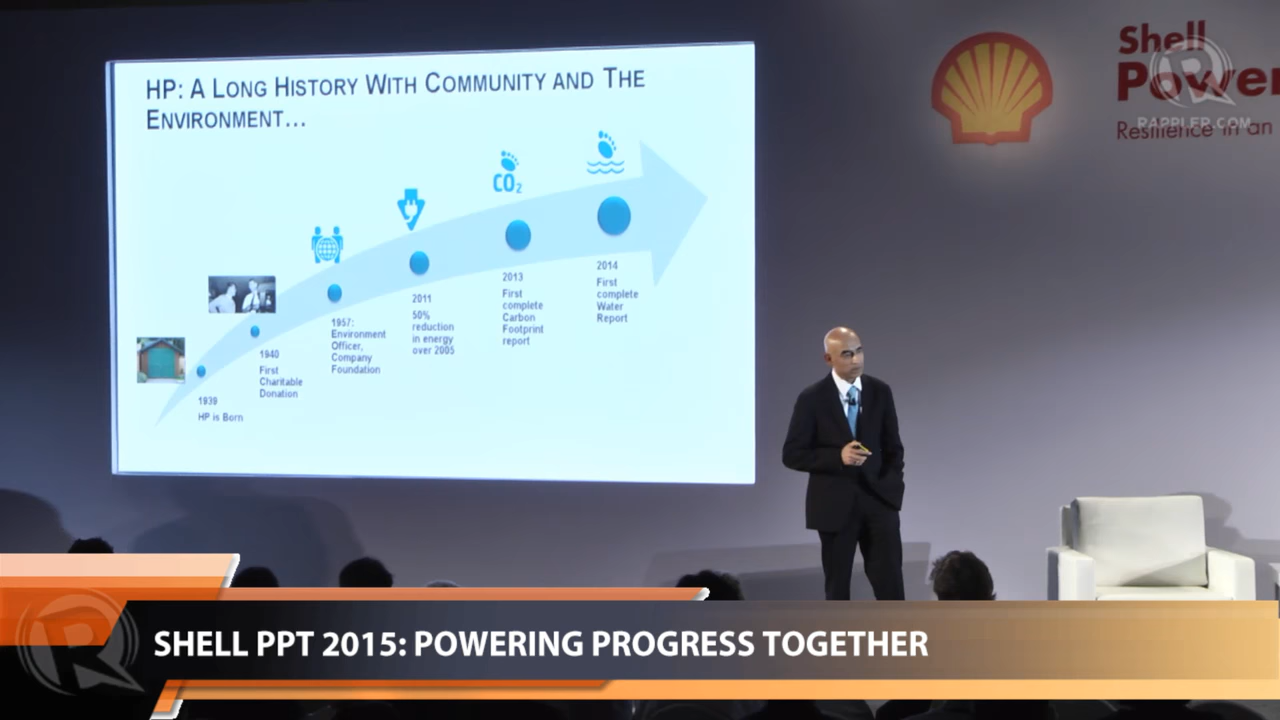 HP: A LONG HISTORY WITH COMMUNITY AND THE
ENVIRONMENT...
CO2
1939
HP is Born
1940
First
Charitable
Donation
1957:
Environment
Officer,
Company
Foundation
2011
50%
reduction
in energy
over 2005
2013
First
complete
Carbon
Footprint
report
2014
First
complete
Water
Report
Shell
Power
Resilience in an
R
RAPPLER.COM
R
SHELL PPT 2015: POWERING PROGRESS TOGETHER